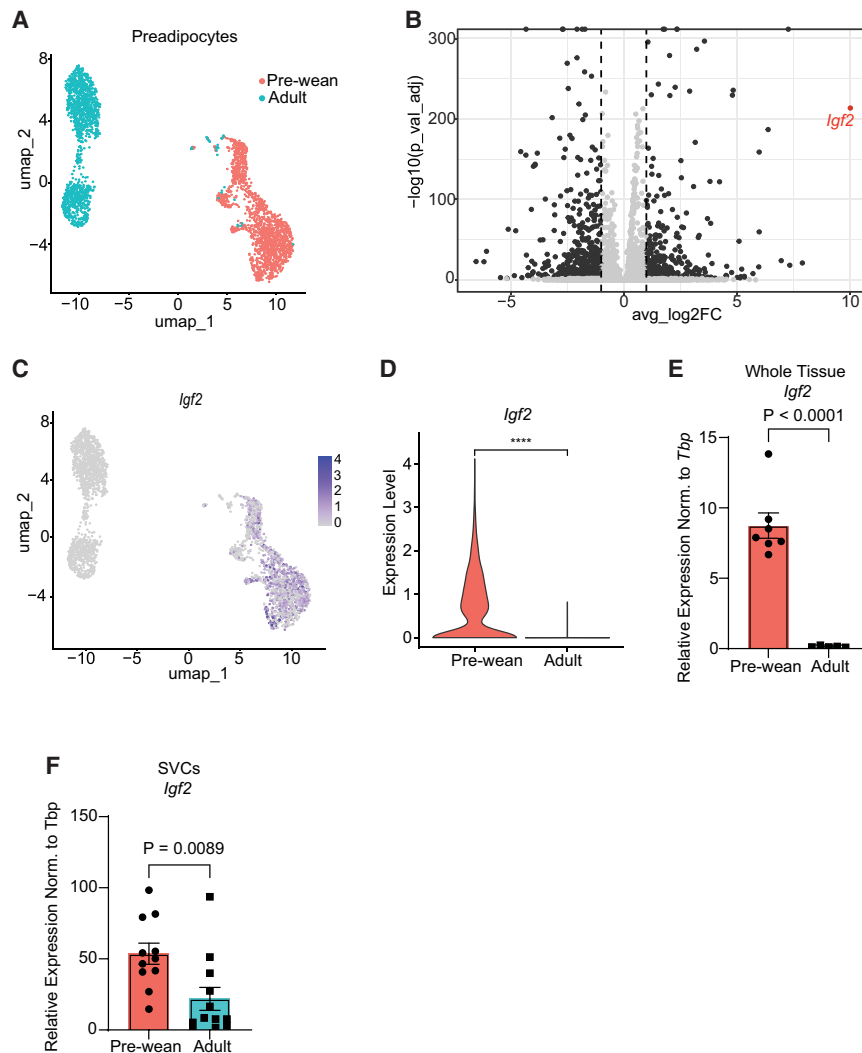 A
Preadipocytes
Pre-wean
Adult
8
4
0
−4
umap_2
−10
−5
0
5
10
umap_1
B
300
200
100
0
−log10(p_val_adj)
Igf2
−5
0
5
10
avg_log2FC
C
Igf2
8
4
0
−4
umap_2
4
3
2
1
0
−10
−5
0
5
10
umap_1
D
Igf2
****
4
3
2
1
0
Expression Level
Pre-wean
Adult
E
Whole Tissue
Igf2
P < 0.0001
15
10
5
0
Relative Expression Norm. to Tbp
Pre-wean
Adult
F
SVCs
Igf2
150
P = 0.0089
100
50
0
Relative Expression Norm. to Tbp
Pre-wean
Adult